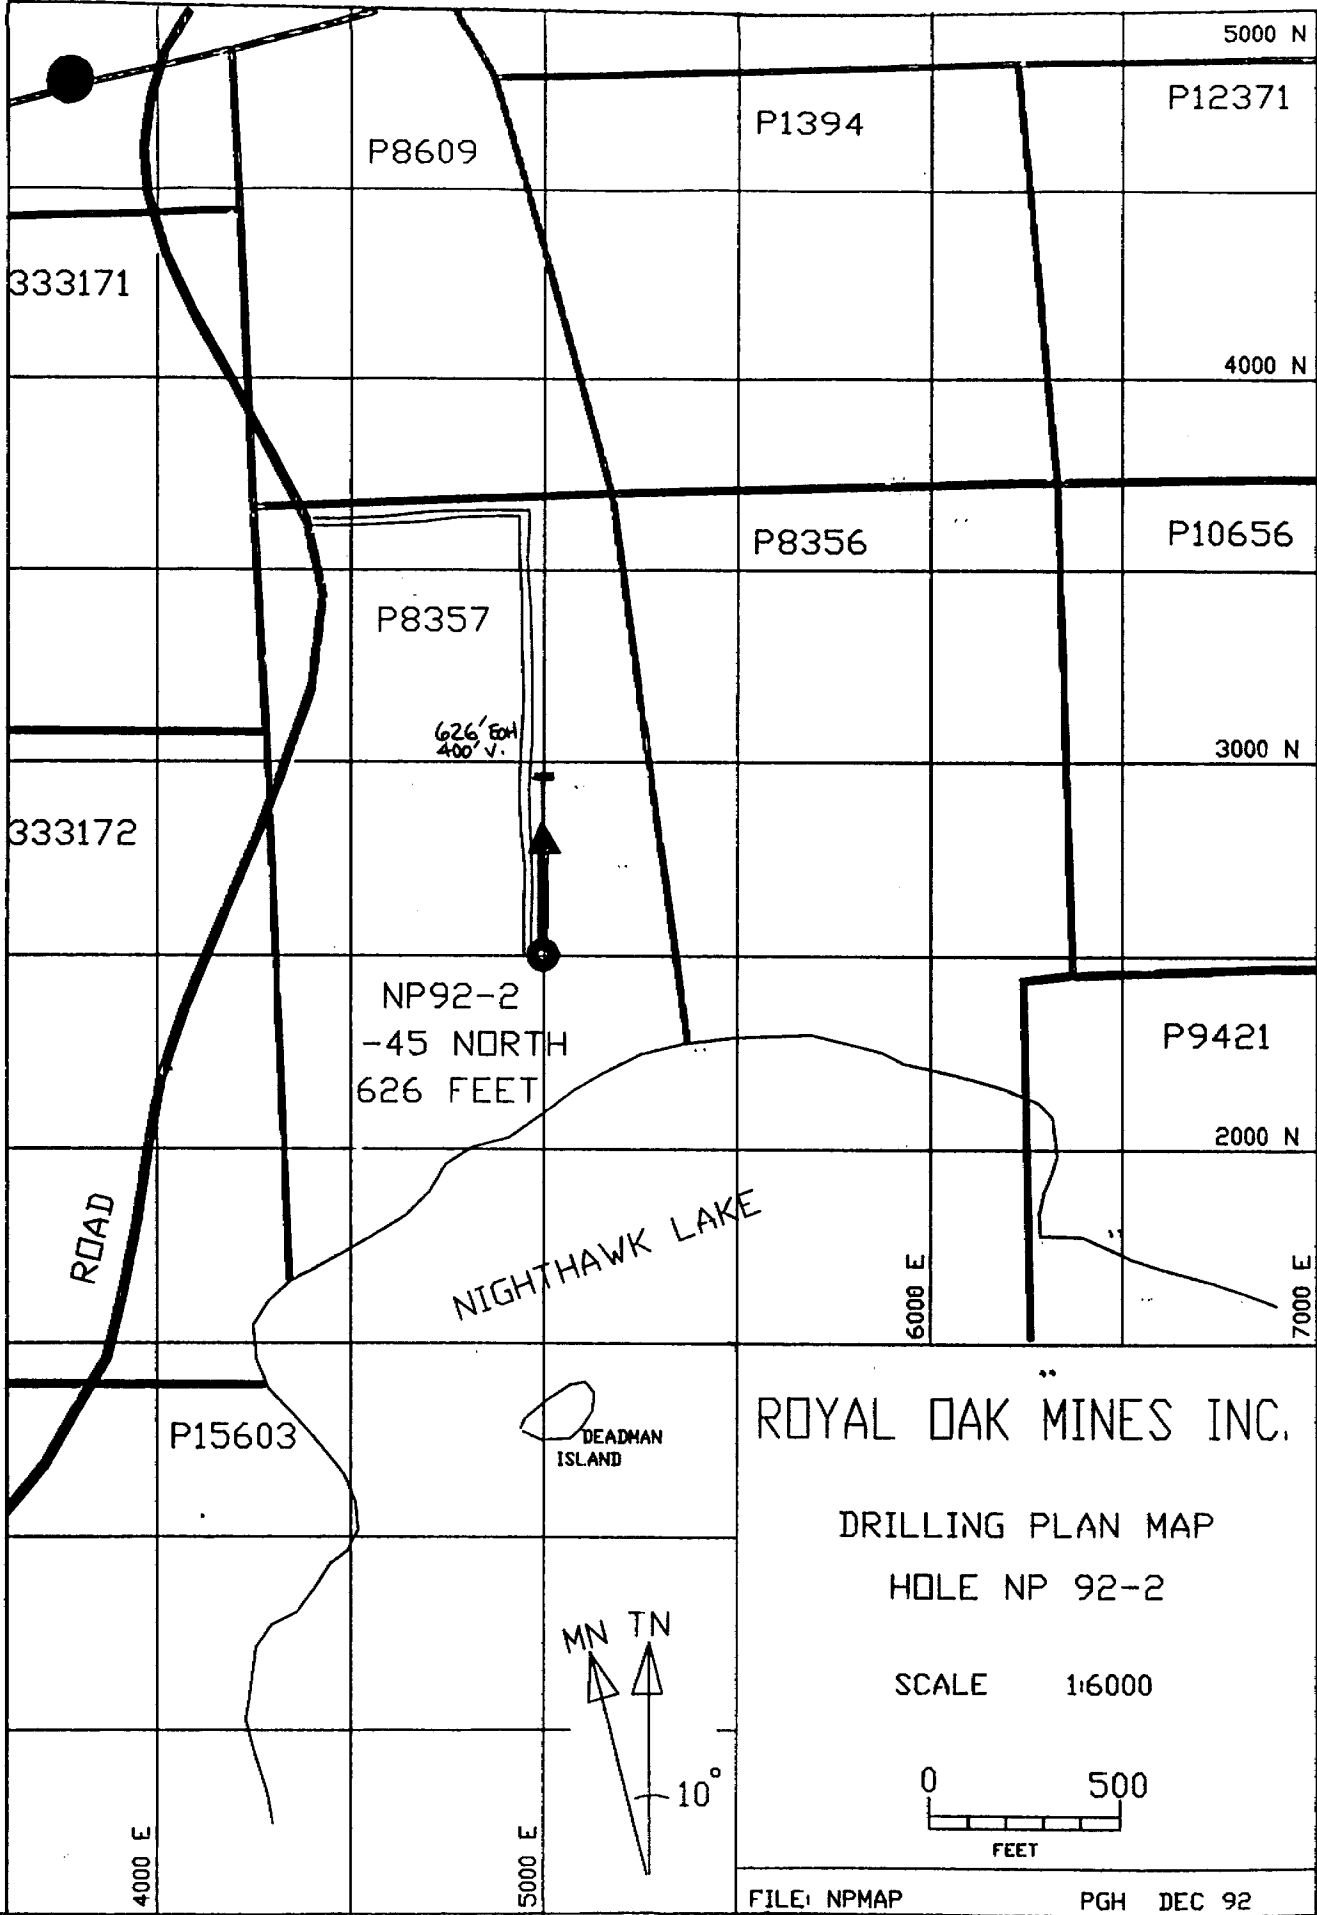 5000 N
P12371
P1394
P8609
333171
4000 N
P8356
P10656
P8357
626' EOH
400' V.
3000 N
333172
NP92-2
-45 NORTH
626 FEET
P9421
2000 N
ROAD
NIGHTHAWK LAKE
6000 E
7000 E
P15603
DEADMAN
ISLAND
ROYAL OAK MINES INC.
DRILLING PLAN MAP
HOLE NP 92-2
SCALE 1:6000
MN TN
10°
0 500
FEET
4000 E
5000 E
FILE: NPMAP PGH DEC 92